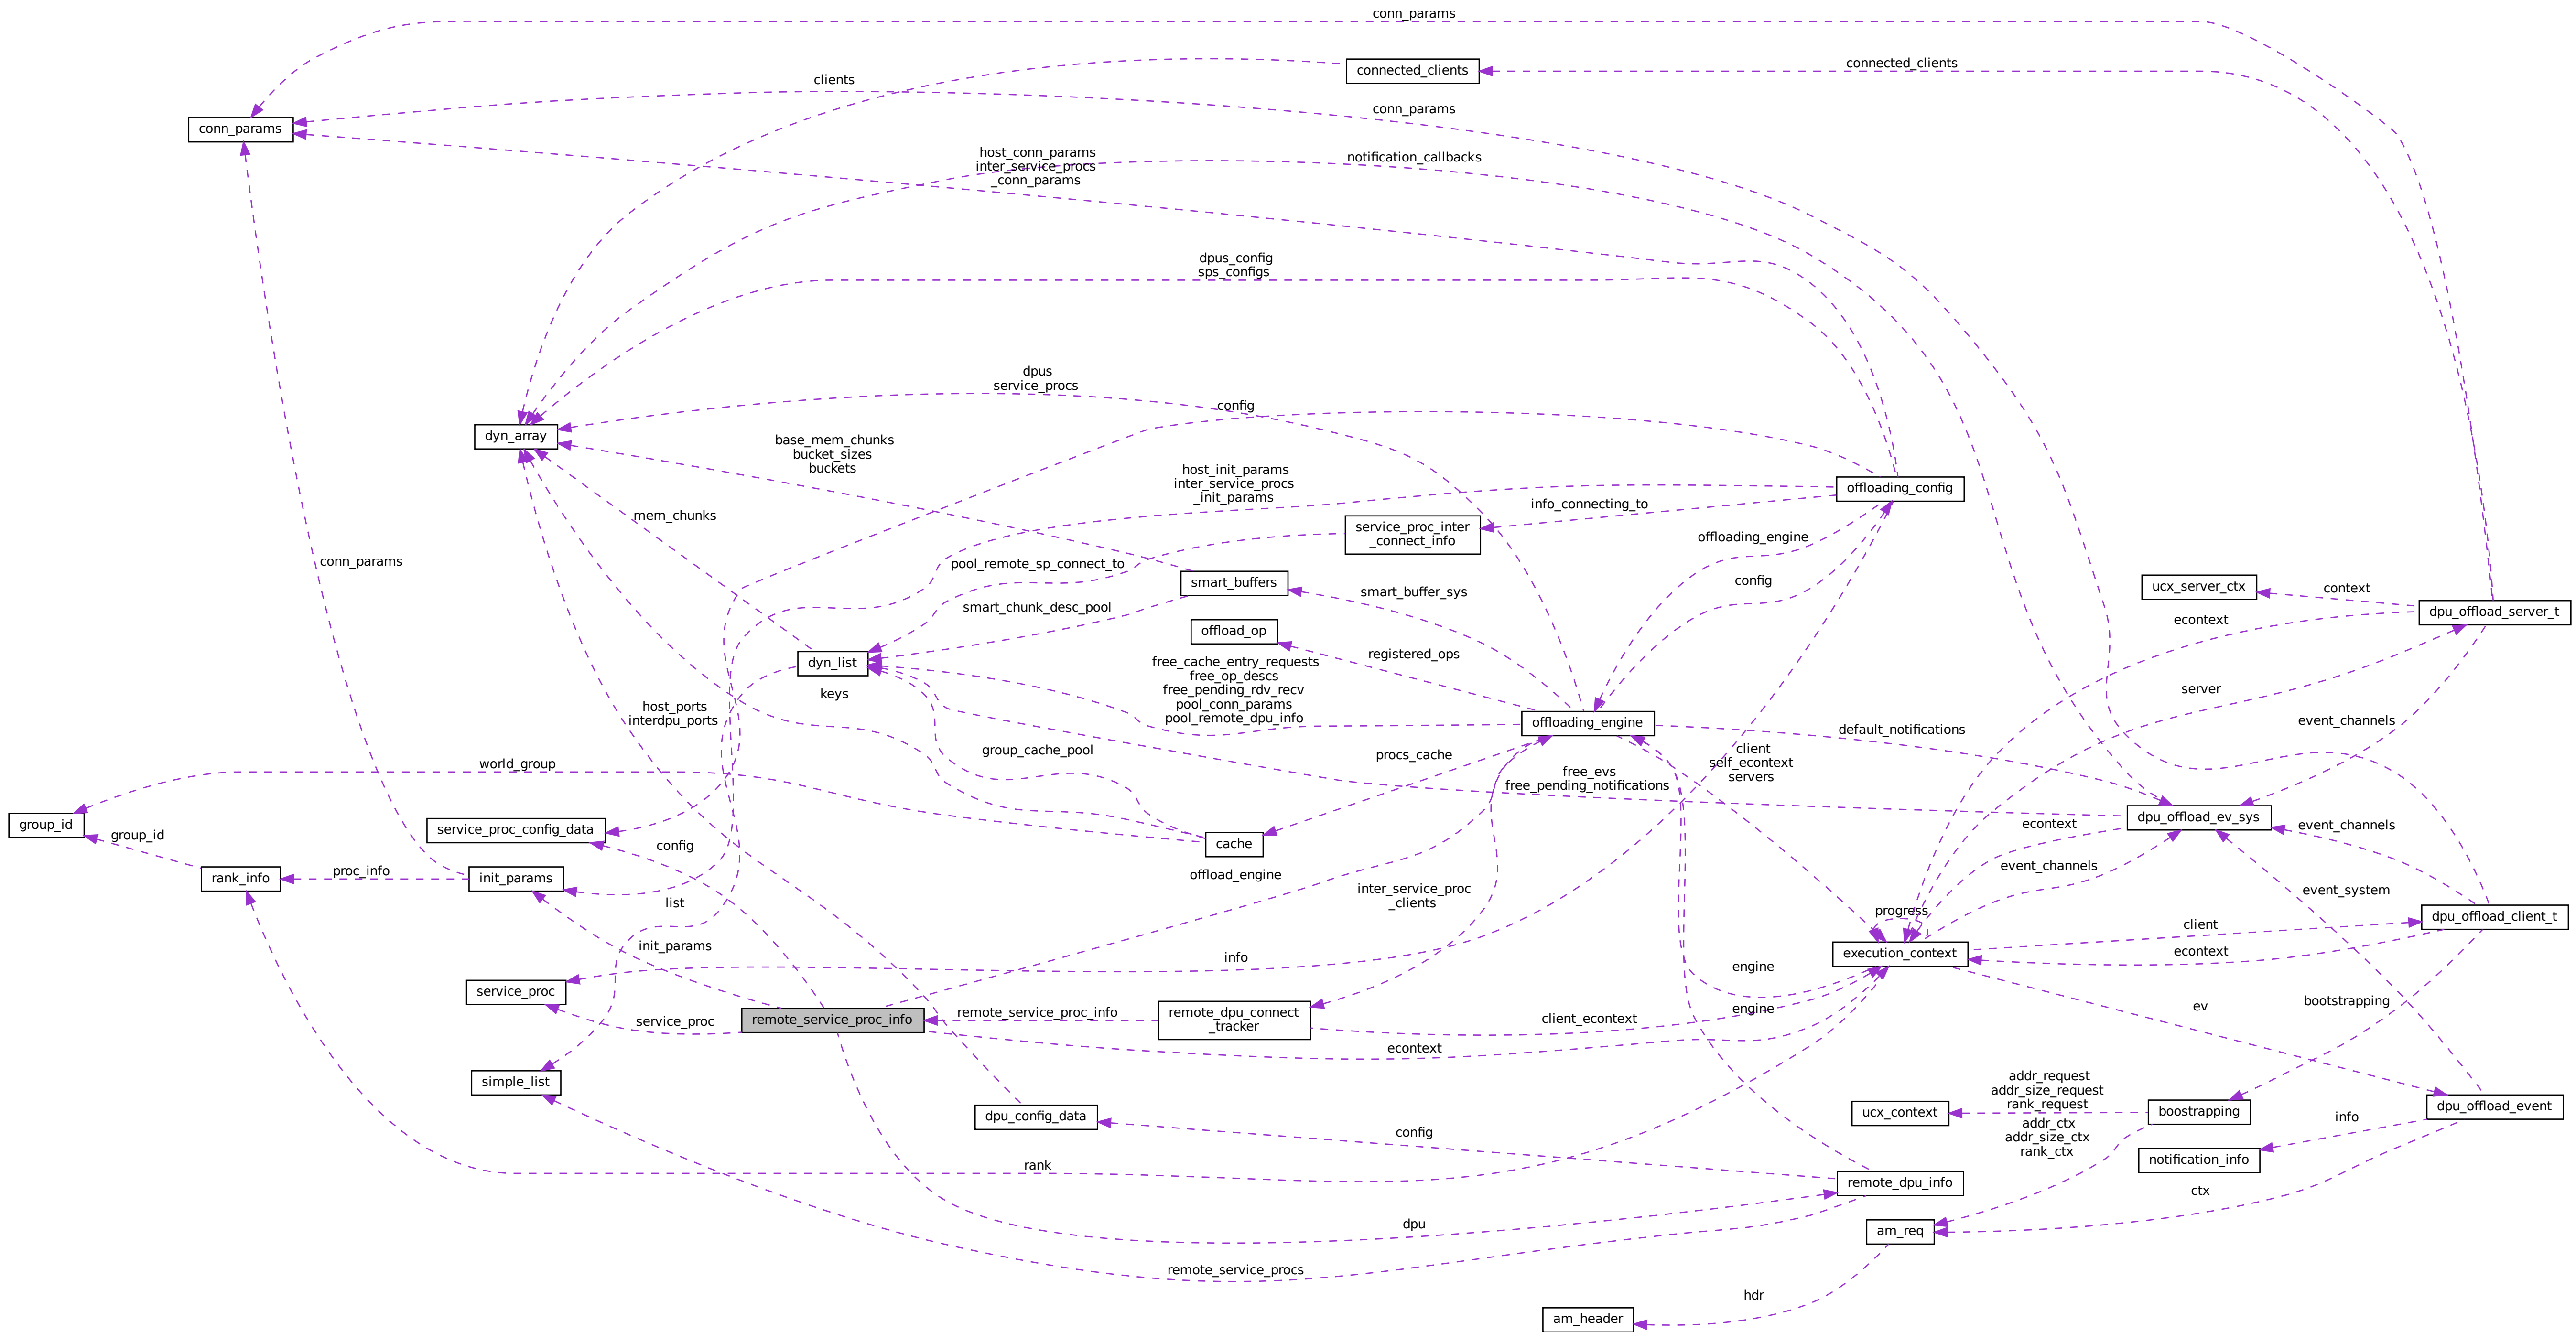 conn_params
connected_clients
connected_clients
clients
conn_params
conn_params
host_conn_params
inter_service_procs
_conn_params
notification_callbacks
dpus_config
sps_configs
dpus
service_procs
config
dyn_array
base_mem_chunks
bucket_sizes
buckets
host_init_params
inter_service_procs
_init_params
offloading_config
info_connecting_to
mem_chunks
service_proc_inter
_connect_info
offloading_engine
conn_params
pool_remote_sp_connect_to
smart_buffers
config
smart_buffer_sys
ucx_server_ctx
context
dpu_offload_server_t
smart_chunk_desc_pool
econtext
offload_op
registered_ops
dyn_list
free_cache_entry_requests
free_op_descs
free_pending_rdv_recv
pool_conn_params
pool_remote_dpu_info
keys
server
host_ports
interdpu_ports
offloading_engine
event_channels
default_notifications
group_cache_pool
procs_cache
client
self_econtext
servers
world_group
free_evs
free_pending_notifications
group_id
group_id
service_proc_config_data
dpu_offload_ev_sys
econtext
event_channels
config
cache
rank_info
proc_info
init_params
offload_engine
event_channels
inter_service_proc
_clients
event_system
list
progress
dpu_offload_client_t
client
init_params
execution_context
econtext
info
engine
service_proc
bootstrapping
ev
remote_service_proc_info
remote_service_proc_info
remote_dpu_connect
_tracker
engine
service_proc
client_econtext
econtext
simple_list
addr_request
addr_size_request
rank_request
dpu_config_data
ucx_context
boostrapping
dpu_offload_event
config
addr_ctx
addr_size_ctx
rank_ctx
info
notification_info
rank
remote_dpu_info
ctx
dpu
am_req
remote_service_procs
hdr
am_header